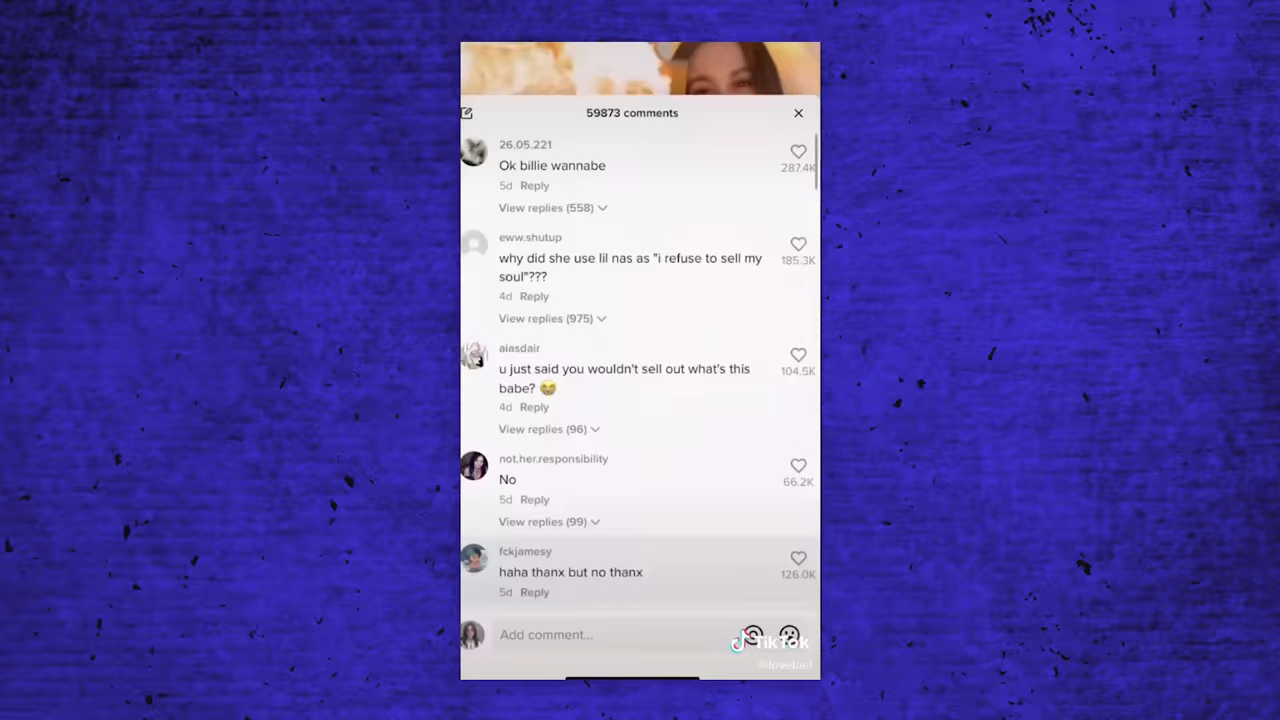 59873 comments
26.05.221
Ok billie wannabe
287.4K
5d Reply
View replies (558)
eww.shutup
why did she use lil nas as "i refuse to sell my
soul"???
185.3K
4d Reply
View replies (975)
aiasdair
u just said you wouldn't sell out what's this
babe? 😭
104.5K
4d Reply
View replies (96)
not.her.responsibility
No
66.2K
5d Reply
View replies (99)
fckjamesy
haha thanx but no thanx
126.0K
5d Reply
Add comment...
TikTok